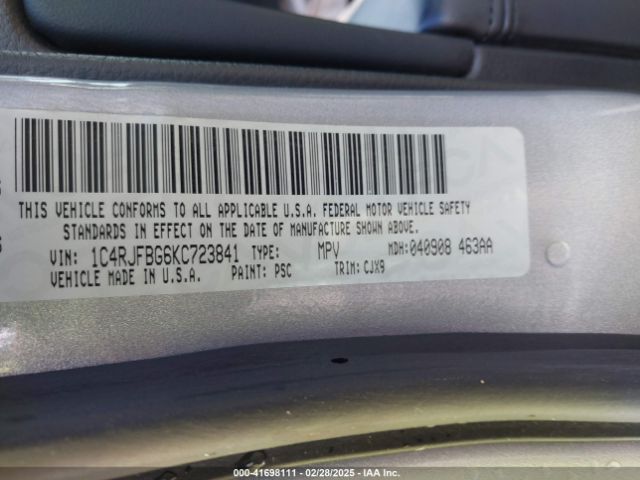 THIS VEHICLE CONFORMS TO ALL APPLICABLE U.S.A. FEDERAL MOTOR VEHICLE SAFETY
STANDARDS IN EFFECT ON THE DATE OF MANUFACTURE SHOWN ABOVE.
VIN: 1C4RJFBG6KC723841 TYPE: MPV MDH:040908 463AA
VEHICLE MADE IN U.S.A. PAINT: PSC TRIM: CJX9
000-41698111 - 02/28/2025 - IAA Inc.